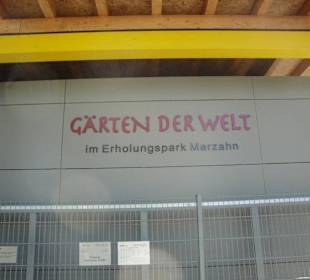 GÄRTEN DER WELT
im Erholungspark Marzahn